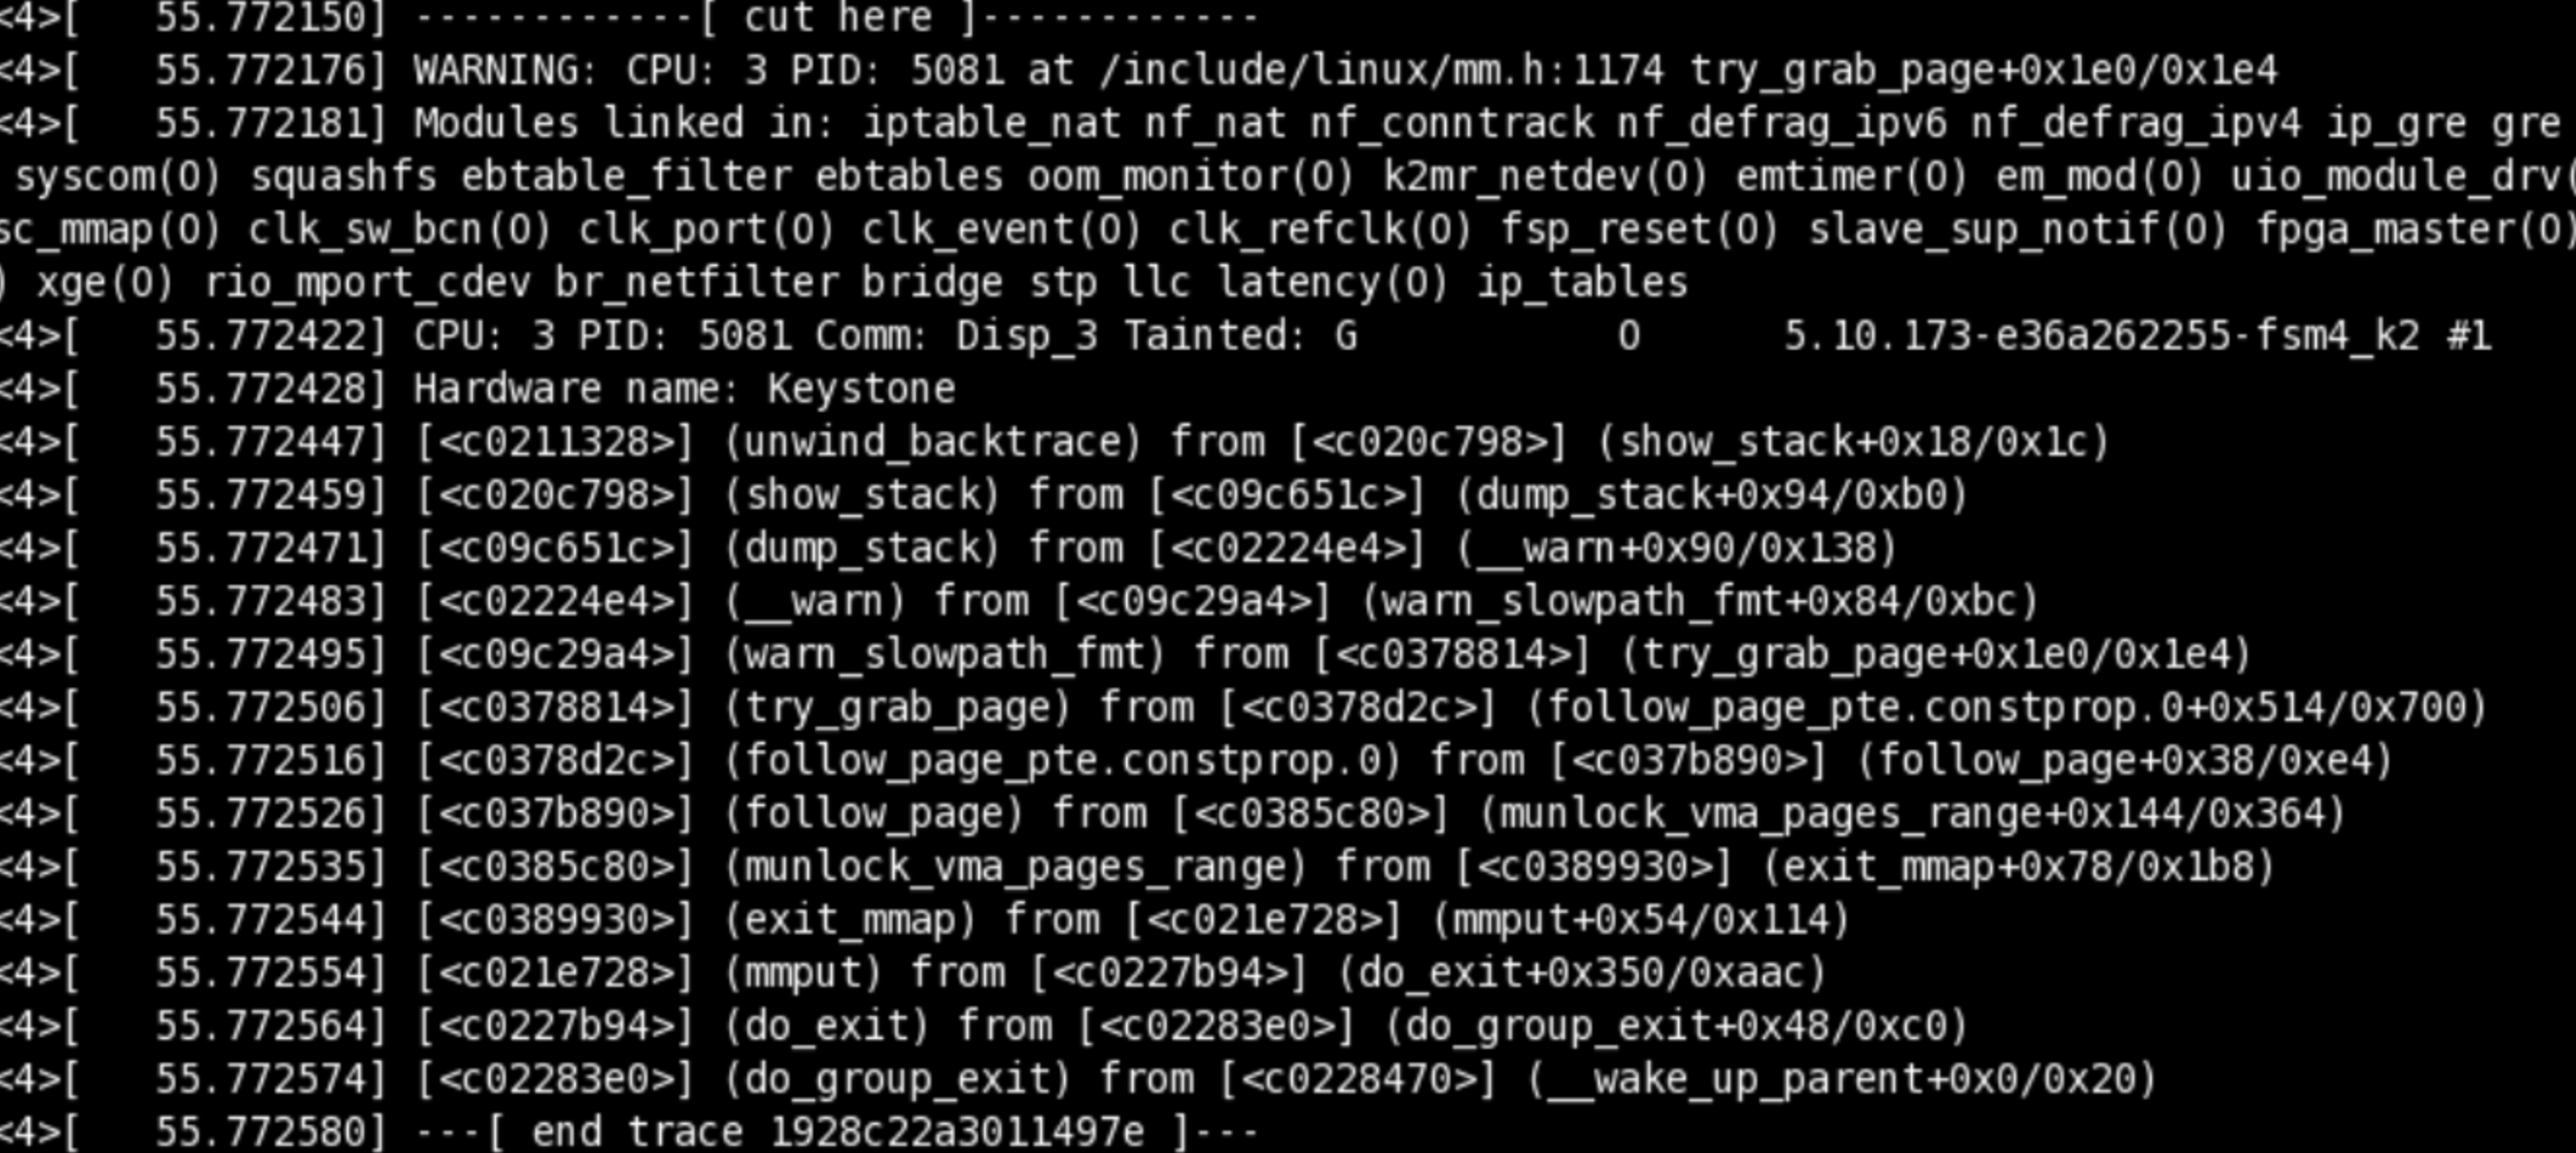 <4>[   55.772150] ------------[ cut here ]------------
<4>[   55.772176] WARNING: CPU: 3 PID: 5081 at /include/linux/mm.h:1174 try_grab_page+0x1e0/0x1e4
<4>[   55.772181] Modules linked in: iptable_nat nf_nat nf_conntrack nf_defrag_ipv6 nf_defrag_ipv4 ip_gre gre
syscom(O) squashfs ebtable_filter ebtables oom_monitor(O) k2mr_netdev(O) emtimer(O) em_mod(O) uio_module_drv(
sc_mmap(O) clk_sw_bcn(O) clk_port(O) clk_event(O) clk_refclk(O) fsp_reset(O) slave_sup_notif(O) fpga_master(O)
) xge(O) rio_mport_cdev br_netfilter bridge stp llc latency(O) ip_tables
<4>[   55.772422] CPU: 3 PID: 5081 Comm: Disp_3 Tainted: G           O      5.10.173-e36a262255-fsm4_k2 #1
<4>[   55.772428] Hardware name: Keystone
<4>[   55.772447] [<c0211328>] (unwind_backtrace) from [<c020c798>] (show_stack+0x18/0x1c)
<4>[   55.772459] [<c020c798>] (show_stack) from [<c09c651c>] (dump_stack+0x94/0xb0)
<4>[   55.772471] [<c09c651c>] (dump_stack) from [<c02224e4>] (__warn+0x90/0x138)
<4>[   55.772483] [<c02224e4>] (__warn) from [<c09c29a4>] (warn_slowpath_fmt+0x84/0xbc)
<4>[   55.772495] [<c09c29a4>] (warn_slowpath_fmt) from [<c0378814>] (try_grab_page+0x1e0/0x1e4)
<4>[   55.772506] [<c0378814>] (try_grab_page) from [<c0378d2c>] (follow_page_pte.constprop.0+0x514/0x700)
<4>[   55.772516] [<c0378d2c>] (follow_page_pte.constprop.0) from [<c037b890>] (follow_page+0x38/0xe4)
<4>[   55.772526] [<c037b890>] (follow_page) from [<c0385c80>] (munlock_vma_pages_range+0x144/0x364)
<4>[   55.772535] [<c0385c80>] (munlock_vma_pages_range) from [<c0389930>] (exit_mmap+0x78/0x1b8)
<4>[   55.772544] [<c0389930>] (exit_mmap) from [<c021e728>] (mmput+0x54/0x114)
<4>[   55.772554] [<c021e728>] (mmput) from [<c0227b94>] (do_exit+0x350/0xaac)
<4>[   55.772564] [<c0227b94>] (do_exit) from [<c02283e0>] (do_group_exit+0x48/0xc0)
<4>[   55.772574] [<c02283e0>] (do_group_exit) from [<c0228470>] (__wake_up_parent+0x0/0x20)
<4>[   55.772580] ---[ end trace 1928c22a3011497e ]---